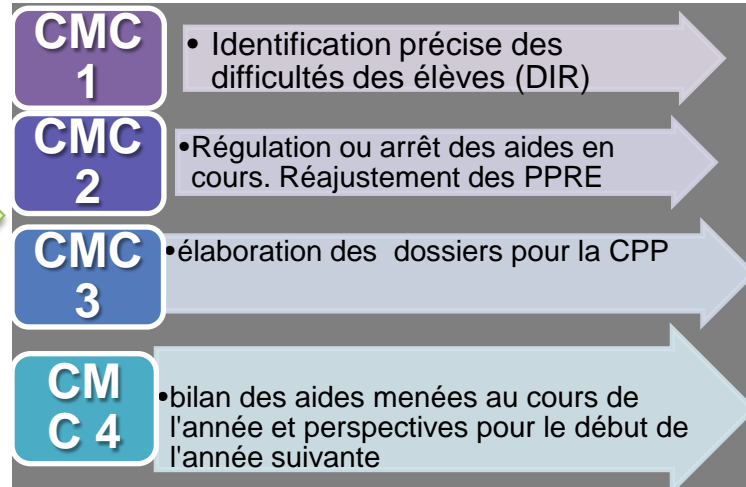 CMC
1
• Identification précise des
difficultés des élèves (DIR)
CMC
2
•Régulation ou arrêt des aides en
cours. Réajustement des PPRE
CMC
3
•élaboration des dossiers pour la CPP
CM
C 4
•bilan des aides menées au cours de
l'année et perspectives pour le début de
l'année suivante